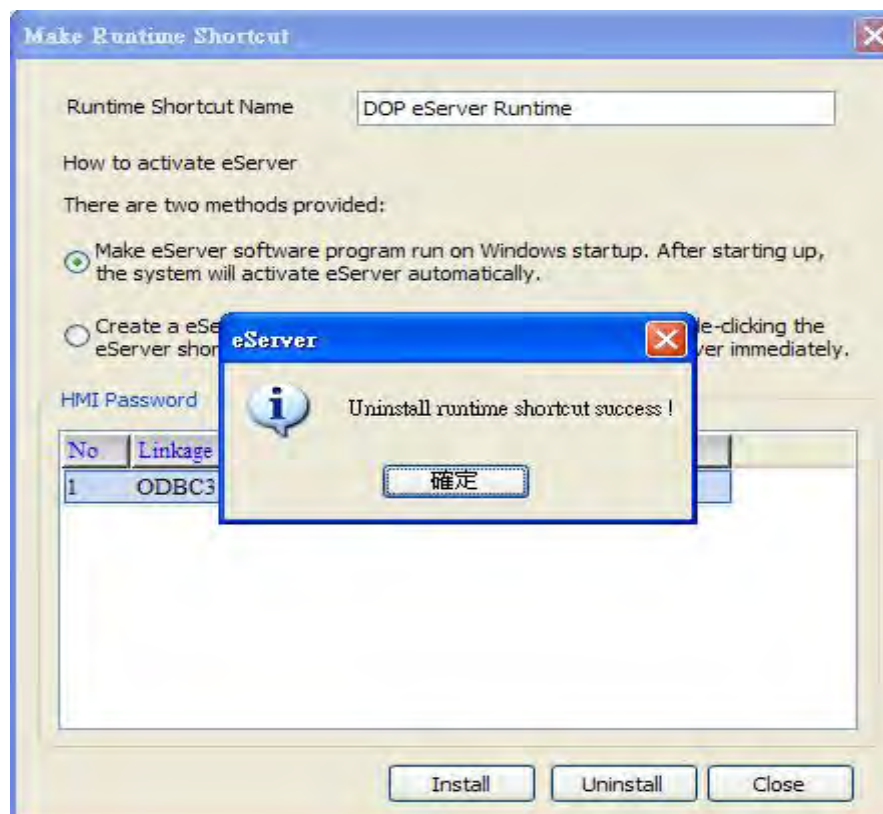 Make Runtime Shortcut
Runtime Shortcut Name
DOP eServer Runtime
How to activate eServer
There are two methods provided:
Make eServer software program run on Windows startup. After starting up,
the system will activate eServer automatically.
Create a eSe
le-clicking the
eServer shor
ver immediately.
eServer
Uninstall runtime shortcut success !
確定
HMI Password
No Linkage
1 ODBC3
Install Uninstall Close